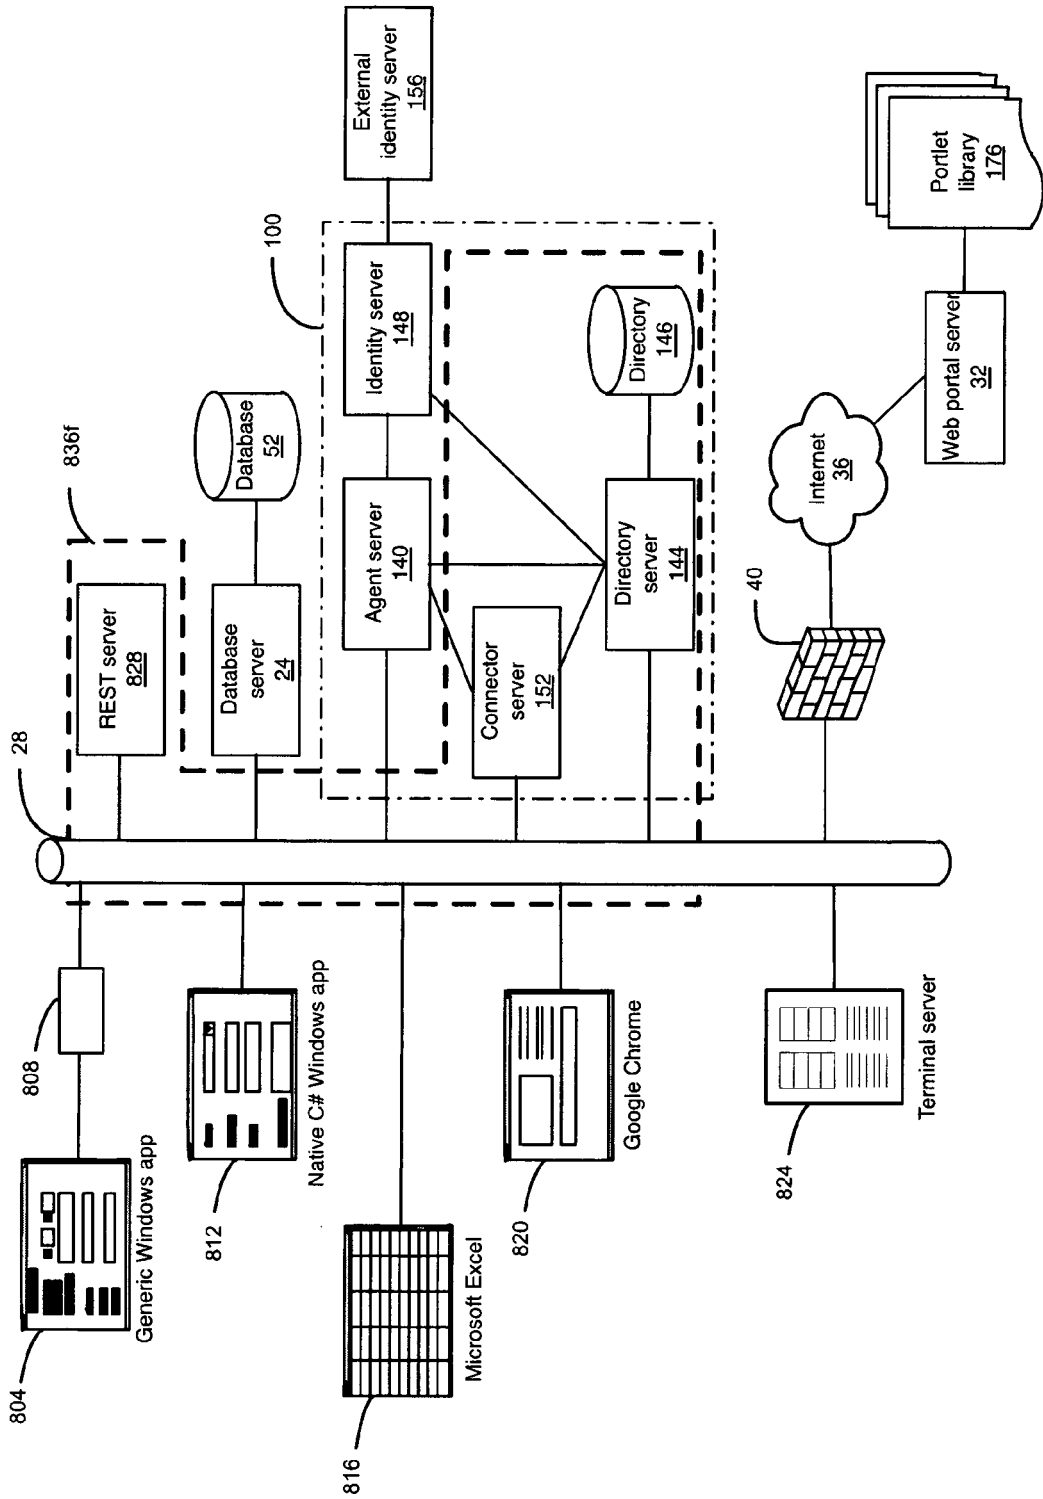 804
Generic Windows app
808
812
Native C# Windows app
816
Microsoft Excel
820
Google Chrome
824
Terminal server
28
836f
REST server
828
Database
server
24
Database
52
100
Agent server
140
Identity server
148
External
identity server
156
Connector
server
152
Directory
server
144
Directory
146
40
Internet
36
Web portal server
32
Portlet
library
176